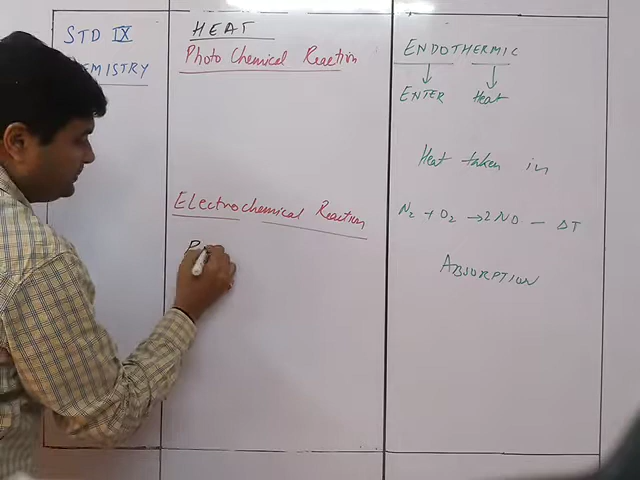 STD IX
EMISTRY
HEAT
Photo Chemical Reaction
Electrochemical Reaction
ENDOTHERMIC
ENTER Heat
Heat taken in
N₂ + O₂ → 2NO — ΔT
ABSORPTION